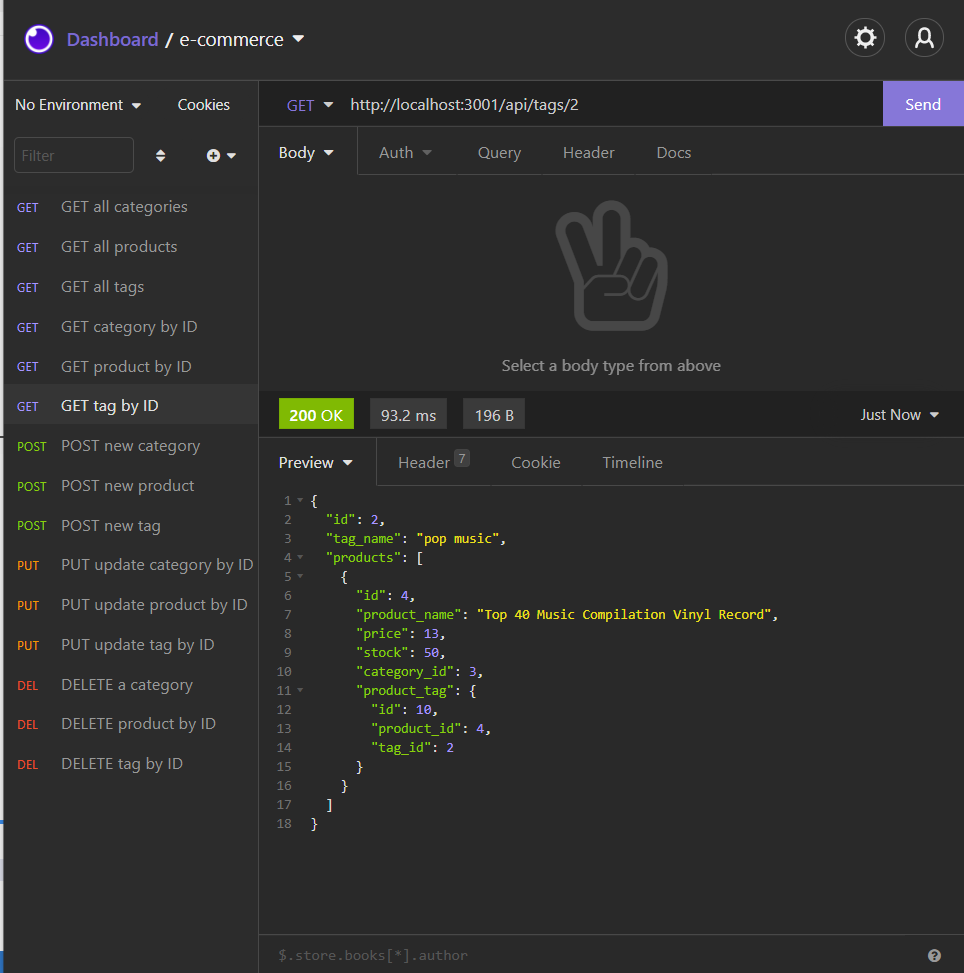 Dashboard / e-commerce
No Environment Cookies
Filter
GET GET all categories
GET GET all products
GET GET all tags
GET GET category by ID
GET GET product by ID
GET GET tag by ID
POST POST new category
POST POST new product
POST POST new tag
PUT PUT update category by ID
PUT PUT update product by ID
PUT PUT update tag by ID
DEL DELETE a category
DEL DELETE product by ID
DEL DELETE tag by ID
GET http://localhost:3001/api/tags/2 Send
Body Auth Query Header Docs
Select a body type from above
200 OK 93.2 ms 196 B Just Now
Preview Header 7 Cookie Timeline
1 {
2 "id": 2,
3 "tag_name": "pop music",
4 "products": [
5 {
6 "id": 4,
7 "product_name": "Top 40 Music Compilation Vinyl Record",
8 "price": 13,
9 "stock": 50,
10 "category_id": 3,
11 "product_tag": {
12 "id": 10,
13 "product_id": 4,
14 "tag_id": 2
15 }
16 }
17 ]
18 }
$.store.books[*].author ?